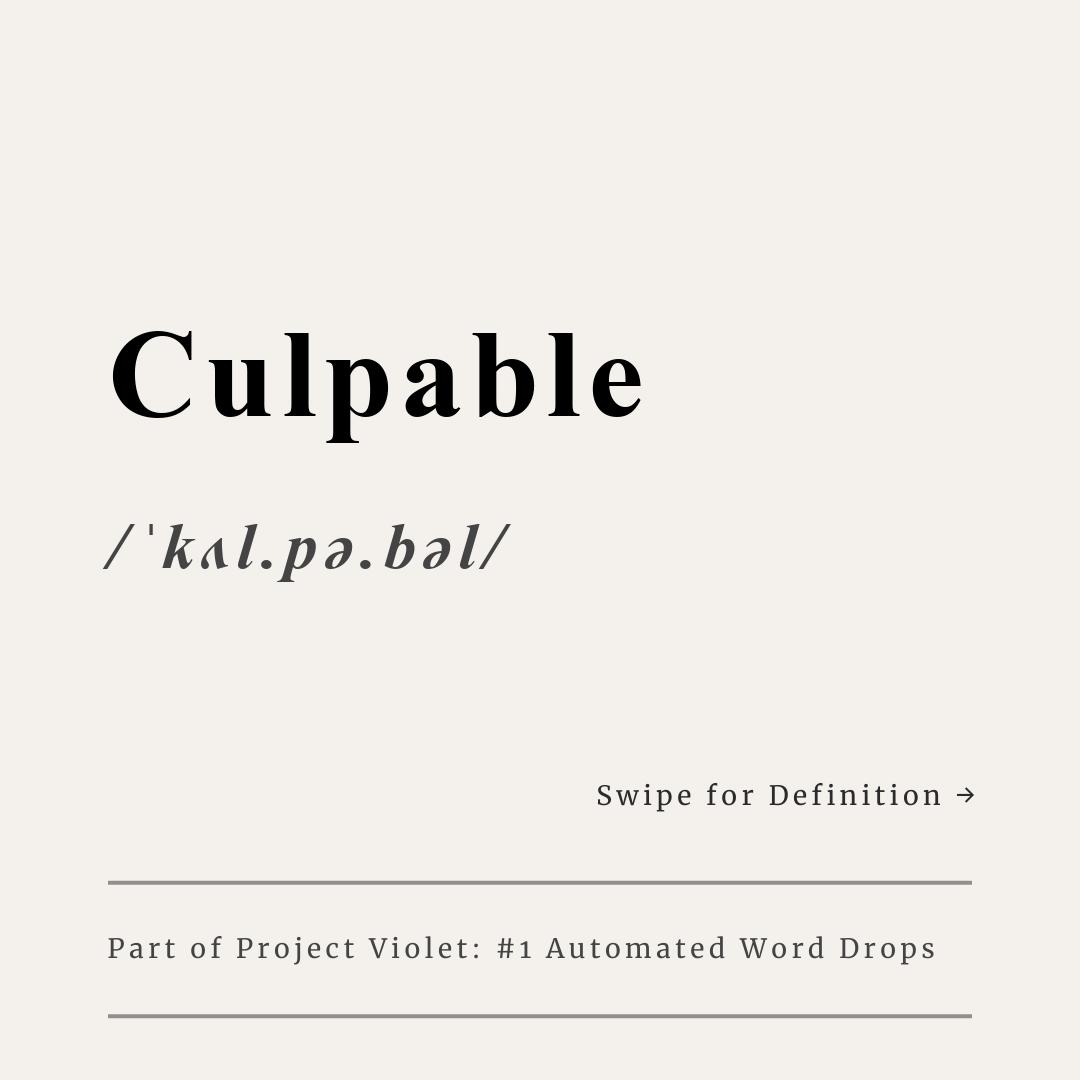 Culpable
/ˈkʌl.pə.bəl/
Swipe for Definition →
Part of Project Violet: #1 Automated Word Drops